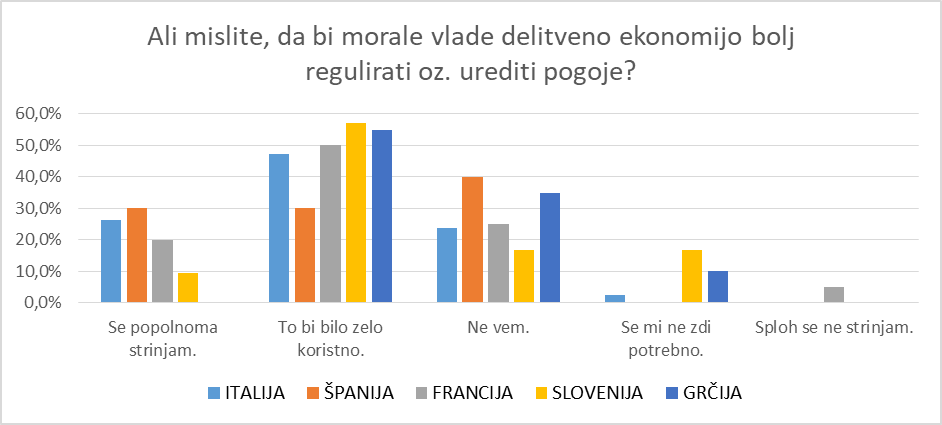 Ali mislite, da bi morale vlade delitveno ekonomijo bolj
regulirati oz. urediti pogoje?
60,0%
50,0%
40,0%
30,0%
20,0%
10,0%
0,0%
Se popolnoma
strinjam.
To bi bilo zelo
koristno.
Ne vem.
Se mi ne zdi
potrebno.
Sploh se ne strinjam.
ITALIJA ŠPANIJA FRANCIJA SLOVENIJA GRČIJA